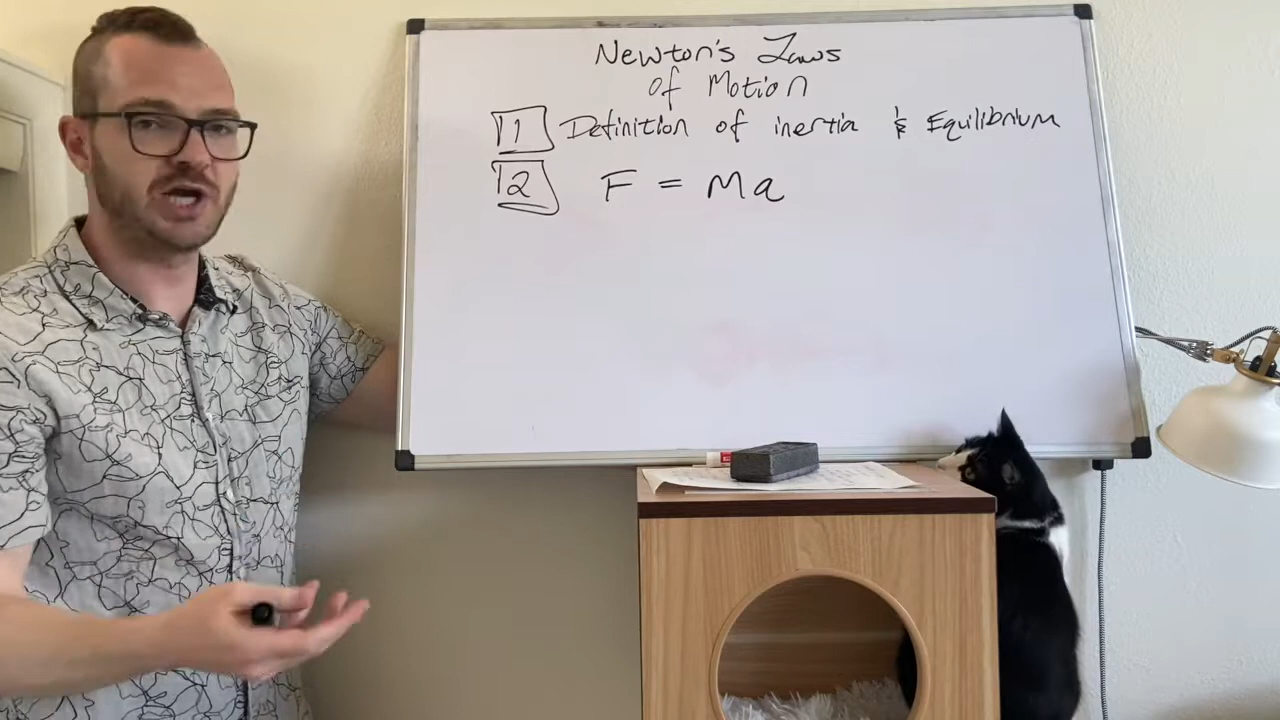 Newton's Laws
of Motion
1 Definition of inertia & Equilibrium
2 F = Ma